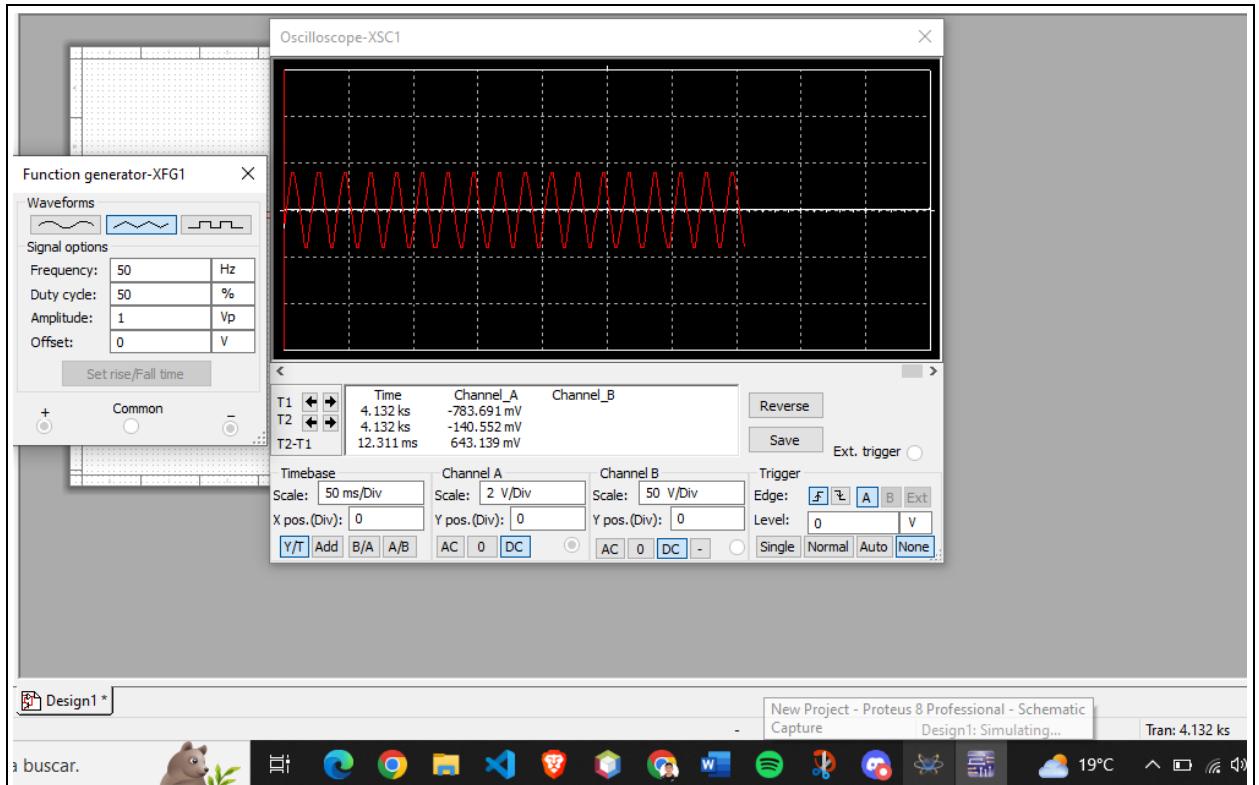 Oscilloscope-XSC1
Function generator-XFG1
Waveforms
Signal options
Frequency: 50 Hz
Duty cycle: 50 %
Amplitude: 1 Vp
Offset: 0 V
Set rise/Fall time
+ Common −
Time Channel_A Channel_B
T1 4.132 ks -783.691 mV
T2 4.132 ks -140.552 mV
T2-T1 12.311 ms 643.139 mV
Reverse
Save
Ext. trigger
Timebase
Scale: 50 ms/Div
X pos.(Div): 0
Y/T Add B/A A/B
Channel A
Scale: 2 V/Div
Y pos.(Div): 0
AC 0 DC
Channel B
Scale: 50 V/Div
Y pos.(Div): 0
AC 0 DC -
Trigger
Edge: A B Ext
Level: 0 V
Single Normal Auto None
Design1 *
New Project - Proteus 8 Professional - Schematic
Capture
Design1: Simulating...
-
Tran: 4.132 ks
a buscar.
19°C